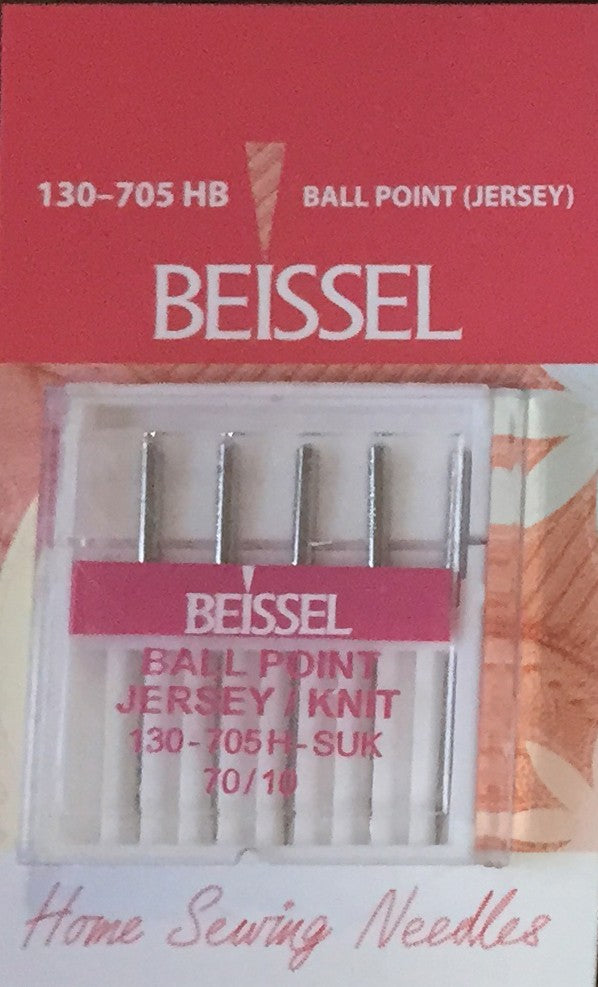 130–705 HB BALL POINT (JERSEY)
BEISSEL
BEISSEL
BALL POINT
JERSEY / KNIT
130-705H-SUK
70/10
Home Sewing Needles